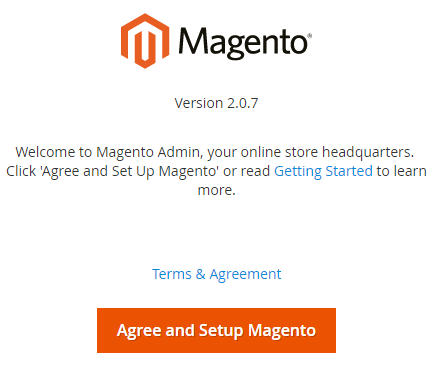 Magento®
Version 2.0.7
Welcome to Magento Admin, your online store headquarters.
Click 'Agree and Set Up Magento' or read Getting Started to learn
more.
Terms & Agreement
Agree and Setup Magento